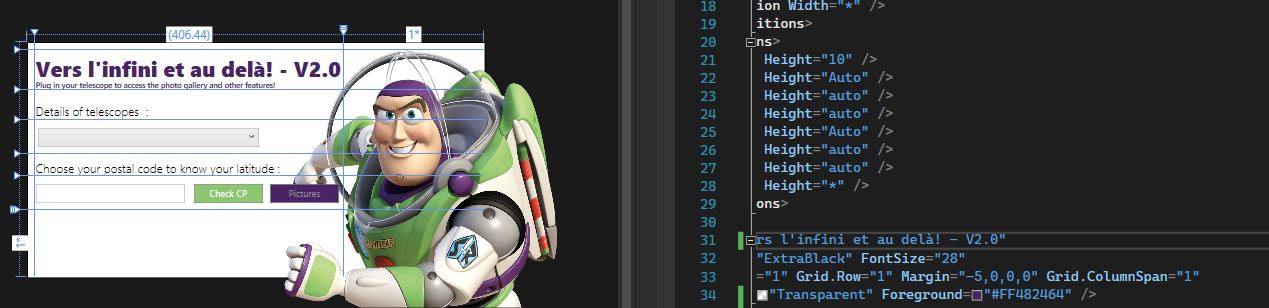 (406.44)
1*
Vers l'infini et au delà! - V2.0
Plug in your telescope to access the photo gallery and other features!
Details of telescopes :
Choose your postal code to know your latitude :
Check CP
Pictures
1*
18 ion Width="*" />
19 itions>
20 ns>
21 Height="10" />
22 Height="Auto" />
23 Height="auto" />
24 Height="auto" />
25 Height="Auto" />
26 Height="auto" />
27 Height="auto" />
28 Height="*" />
29 ons>
30
31 rs l'infini et au delà! - V2.0"
32 "ExtraBlack" FontSize="28"
33 ="1" Grid.Row="1" Margin="-5,0,0,0" Grid.ColumnSpan="1"
34 "Transparent" Foreground="#FF482464" />